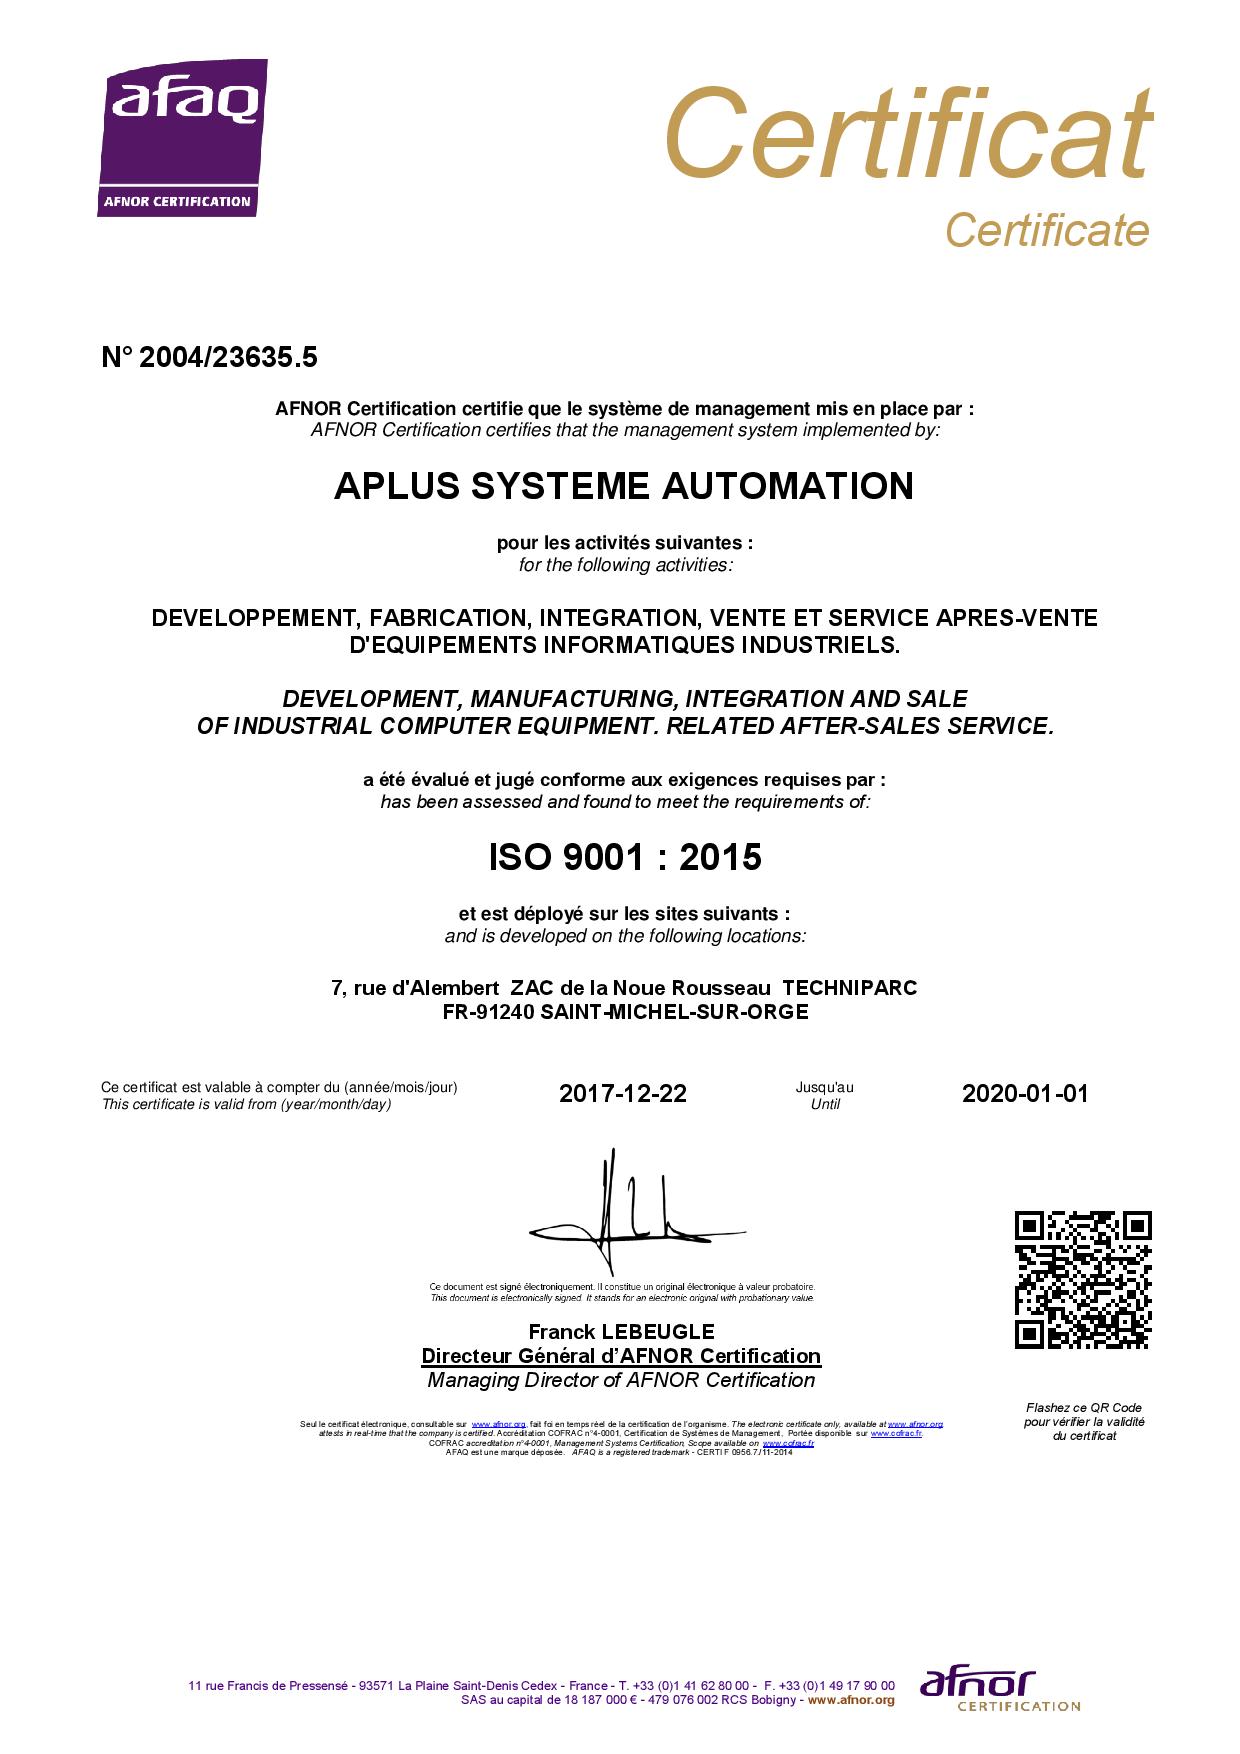 afaq
AFNOR CERTIFICATION
Certificat
Certificate
N° 2004/23635.5
AFNOR Certification certifie que le système de management mis en place par :
AFNOR Certification certifies that the management system implemented by:
APLUS SYSTEME AUTOMATION
pour les activités suivantes :
for the following activities:
DEVELOPPEMENT, FABRICATION, INTEGRATION, VENTE ET SERVICE APRES-VENTE
D'EQUIPEMENTS INFORMATIQUES INDUSTRIELS.
DEVELOPMENT, MANUFACTURING, INTEGRATION AND SALE
OF INDUSTRIAL COMPUTER EQUIPMENT. RELATED AFTER-SALES SERVICE.
a été évalué et jugé conforme aux exigences requises par :
has been assessed and found to meet the requirements of:
ISO 9001 : 2015
et est déployé sur les sites suivants :
and is developed on the following locations:
7, rue d'Alembert ZAC de la Noue Rousseau TECHNIPARC
FR-91240 SAINT-MICHEL-SUR-ORGE
Ce certificat est valable à compter du (année/mois/jour) 2017-12-22 Jusqu'au 2020-01-01
This certificate is valid from (year/month/day) Until
Ce document est signé électroniquement. Il constitue un original électronique à valeur probatoire.
This document is electronically signed. It stands for an electronic original with probationary value.
Franck LEBEUGLE
Directeur Général d’AFNOR Certification
Managing Director of AFNOR Certification
Flashez ce QR Code
pour vérifier la validité
du certificat
Seul le certificat électronique, consultable sur www.afnor.org, fait foi en temps réel de la certification de l'organisme. The electronic certificate only, available at www.afnor.org,
attests in real-time that the company is certified. Accréditation COFRAC n°4-0001, Certification de Systèmes de Management, Portée disponible sur www.cofrac.fr.
COFRAC accreditation n°4-0001, Management Systems Certification, Scope available on www.cofrac.fr
AFAQ est une marque déposée. AFAQ is a registered trademark - CERTI F 0956.7./11-2014
11 rue Francis de Pressensé - 93571 La Plaine Saint-Denis Cedex - France - T. +33 (0)1 41 62 80 00 - F. +33 (0)1 49 17 90 00
SAS au capital de 18 187 000 € - 479 076 002 RCS Bobigny - www.afnor.org
afnor
CERTIFICATION